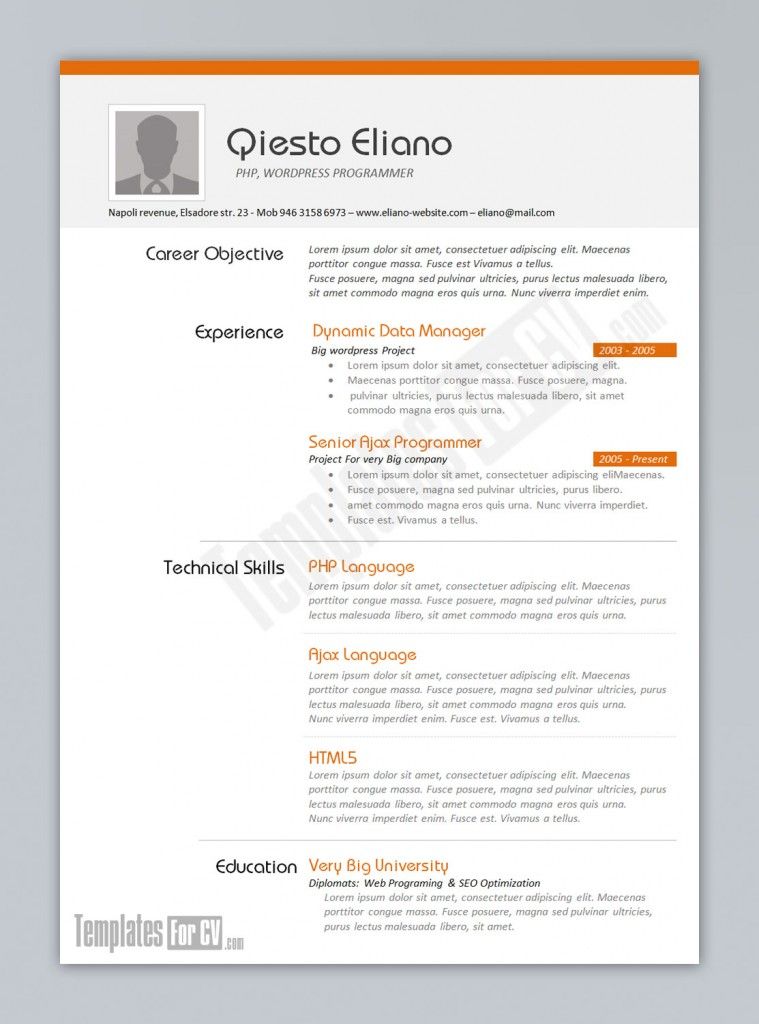 Qiesto Eliano
PHP, WORDPRESS PROGRAMMER
Napoli revenue, Elsadore str. 23 - Mob 946 3158 6973 – www.eliano-website.com – eliano@mail.com
Career Objective
Lorem ipsum dolor sit amet, consectetuer adipiscing elit. Maecenas
porttitor congue massa. Fusce est Vivamus a tellus.
Fusce posuere, magna sed pulvinar ultricies, purus lectus malesuada libero,
sit amet commodo magna eros quis urna. Nunc viverra imperdiet enim.
Experience
Dynamic Data Manager
Big wordpress Project
2003 - 2005
• Lorem ipsum dolor sit amet, consectetuer adipiscing elit.
• Maecenas porttitor congue massa. Fusce posuere, magna.
• pulvinar ultricies, purus lectus malesuada libero, sit amet
commodo magna eros quis urna.
Senior Ajax Programmer
Project For very Big company
2005 - Present
• Lorem ipsum dolor sit amet, consectetuer adipiscing eliMaecenas.
• Fusce posuere, magna sed pulvinar ultricies, purus libero.
• amet commodo magna eros quis urna. Nunc viverra imperdiet.
• Fusce est. Vivamus a tellus.
Technical Skills
PHP Language
Lorem ipsum dolor sit amet, consectetuer adipiscing elit. Maecenas
porttitor congue massa. Fusce posuere, magna sed pulvinar ultricies, purus
lectus malesuada libero, sit amet commodo magna eros quis urna.
Ajax Language
Lorem ipsum dolor sit amet, consectetuer adipiscing elit. Maecenas
porttitor congue massa. Fusce posuere, magna sed pulvinar ultricies, purus
lectus malesuada libero, sit amet commodo magna eros quis urna.
Nunc viverra imperdiet enim. Fusce est. Vivamus a tellus.
HTML5
Lorem ipsum dolor sit amet, consectetuer adipiscing elit. Maecenas
porttitor congue massa. Fusce posuere, magna sed pulvinar ultricies, purus
lectus malesuada libero, sit amet commodo magna eros quis urna.
Nunc viverra imperdiet enim. Fusce est. Vivamus a tellus.
Education
Very Big University
Diplomats: Web Programing & SEO Optimization
Lorem ipsum dolor sit amet, consectetuer adipiscing elit.
Maecenas porttitor congue massa. Fusce posuere, magna
sed pulvinar ultricies, purus lectus malesuada libero, sit amet.
TemplatesForCV.com
TemplatesForCV.com